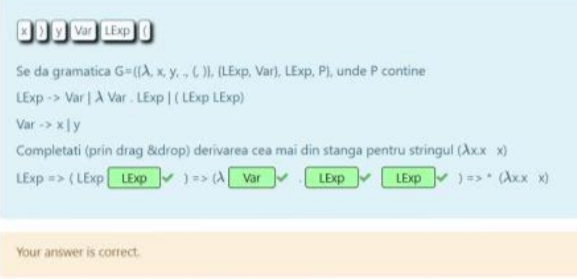 x ) y Var LExp (
Se da gramatica G=({λ, x, y, ., (, )}, {LExp, Var}, LExp, P), unde P contine
LExp -> Var | λ Var . LExp | ( LExp LExp)
Var -> x | y
Completati (prin drag &drop) derivarea cea mai din stanga pentru stringul (λx.x x)
LExp => ( LExp LExp ) => (λ Var . LExp LExp ) => * (λx.x x)
Your answer is correct.